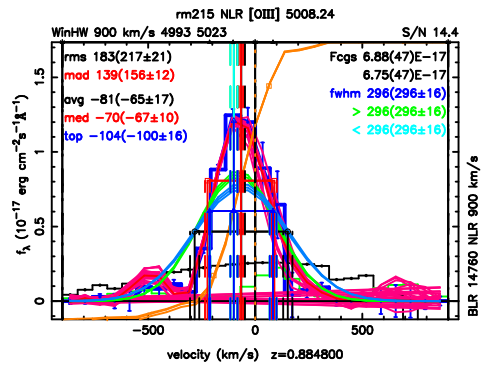 rm215 NLR [OIII] 5008.24
WinHW 900 km/s 4993 5023
S/N 14.4
rms 183(217±21)
mad 139(156±12)
avg −81(−65±17)
med −70(−67±10)
top −104(−100±16)
Fcgs 6.88(47)E−17
6.75(47)E−17
fwhm 296(296±16)
> 296(296±16)
< 296(296±16)
1.5
1
0.5
0
fλ (10⁻¹⁷ erg cm⁻²s⁻¹Å⁻¹)
BLR 14760 NLR 900 km/s
−500 0 500
velocity (km/s) z=0.884800